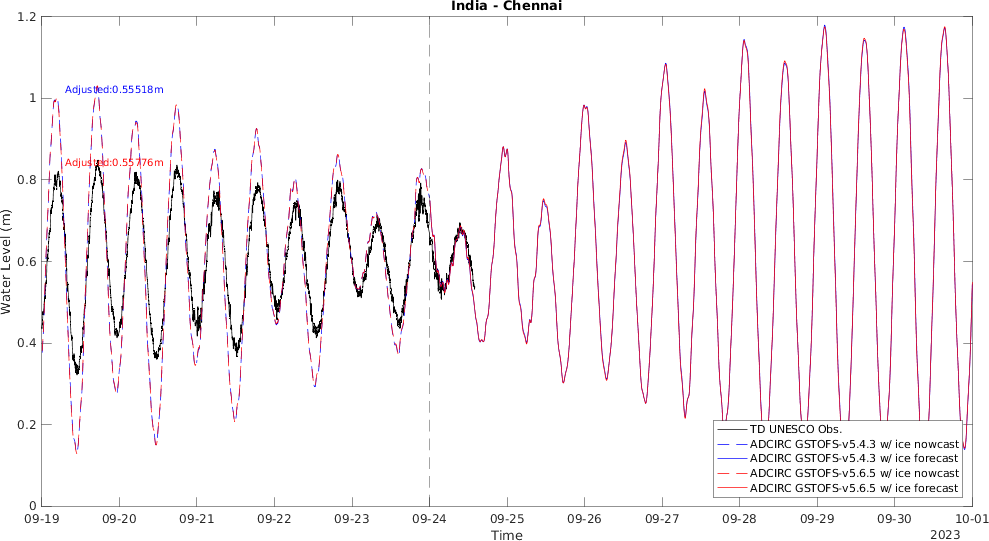 India - Chennai
1.2
1
0.8
0.6
0.4
0.2
0
Water Level (m)
Adjusted:0.55518m
Adjusted:0.55776m
TD UNESCO Obs.
ADCIRC GSTOFS-v5.4.3 w/ ice nowcast
ADCIRC GSTOFS-v5.4.3 w/ ice forecast
ADCIRC GSTOFS-v5.6.5 w/ ice nowcast
ADCIRC GSTOFS-v5.6.5 w/ ice forecast
09-19 09-20 09-21 09-22 09-23 09-24 09-25 09-26 09-27 09-28 09-29 09-30 10-01
Time
2023